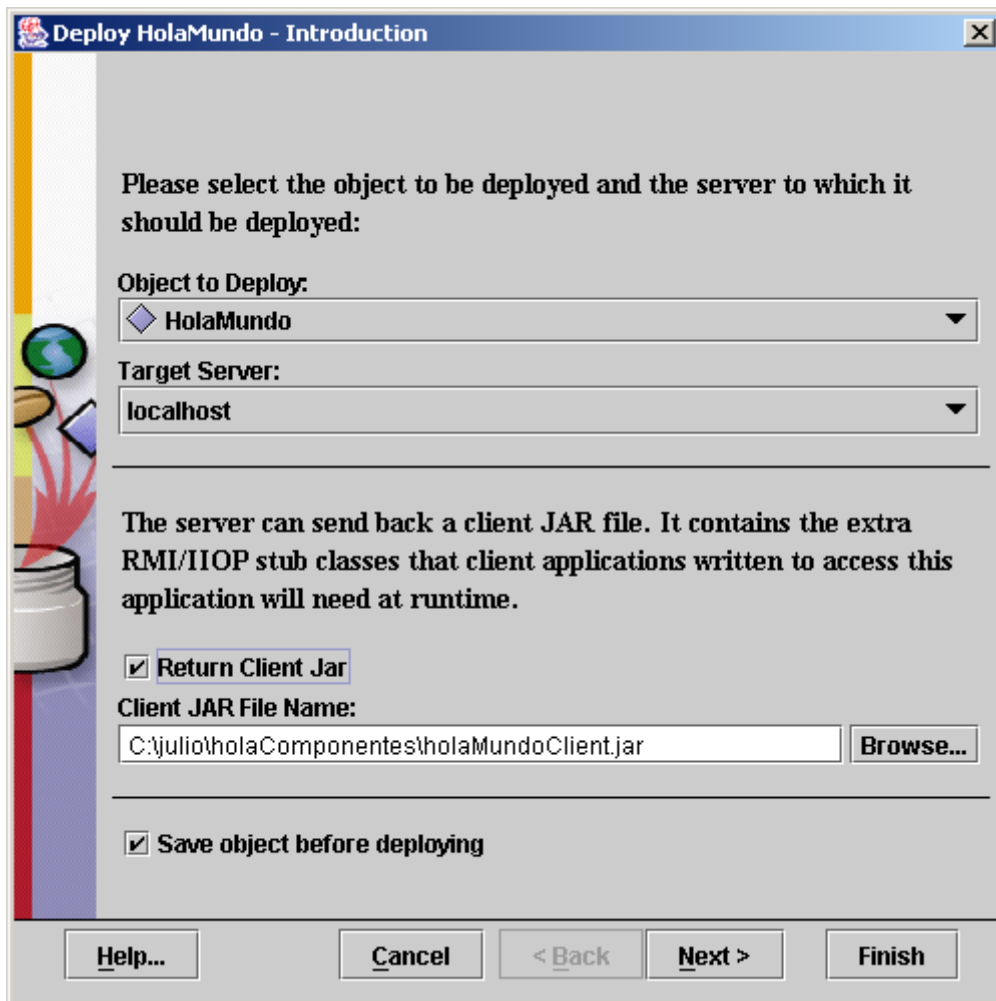 Deploy HolaMundo - Introduction
Please select the object to be deployed and the server to which it
should be deployed:
Object to Deploy:
HolaMundo
Target Server:
localhost
The server can send back a client JAR file. It contains the extra
RMI/IIOP stub classes that client applications written to access this
application will need at runtime.
Return Client Jar
Client JAR File Name:
C:\julio\holaComponentes\holaMundoClient.jar
Browse...
Save object before deploying
Help...
Cancel
< Back
Next >
Finish